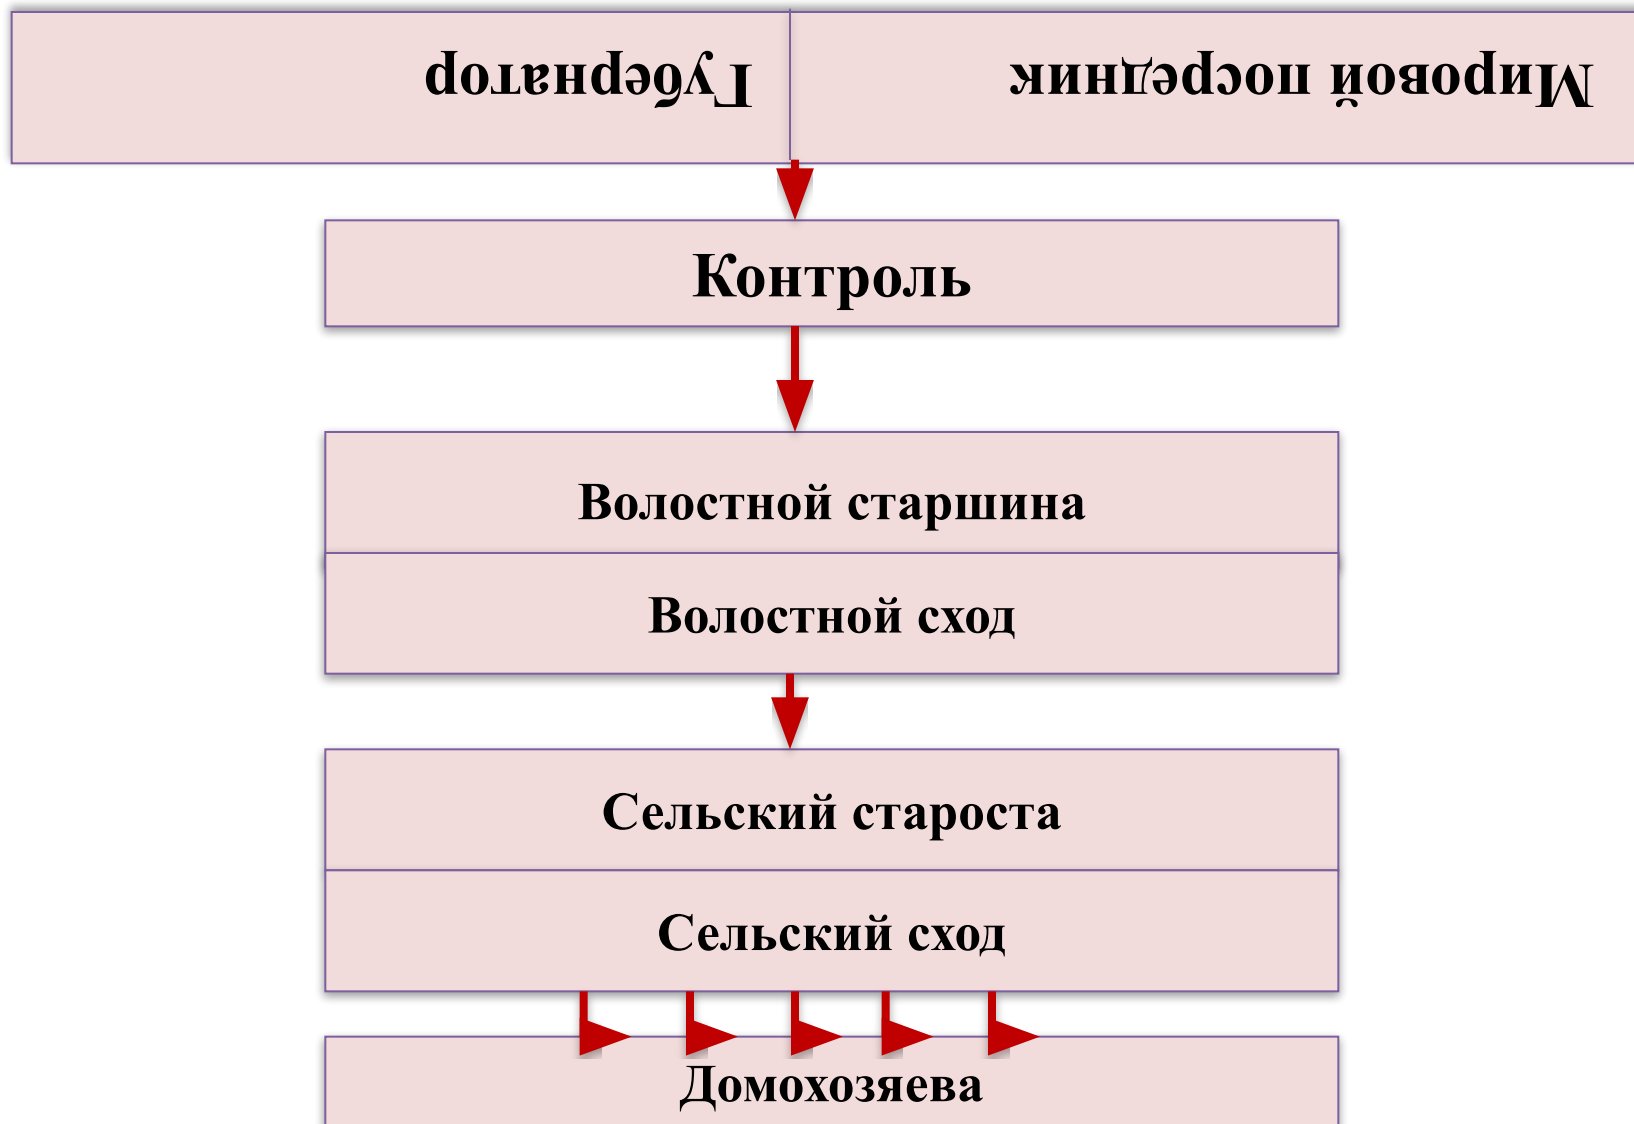 Губернатор
Мировой посредник
Контроль
Волостной старшина
Волостной сход
Сельский староста
Сельский сход
Домохозяева